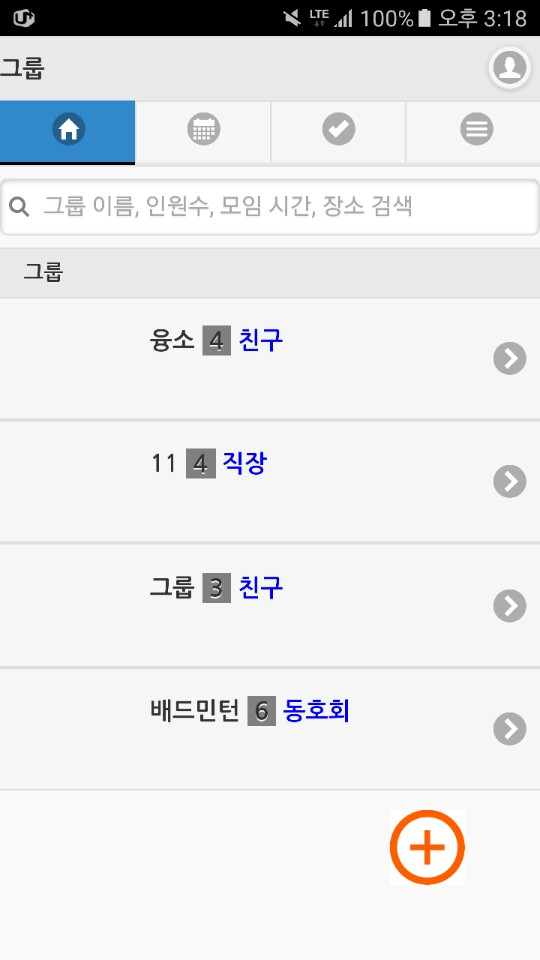 LTE 100% 오후 3:18
그룹
그룹 이름, 인원수, 모임 시간, 장소 검색
그룹
융소 4 친구
11 4 직장
그룹 3 친구
배드민턴 6 동호회